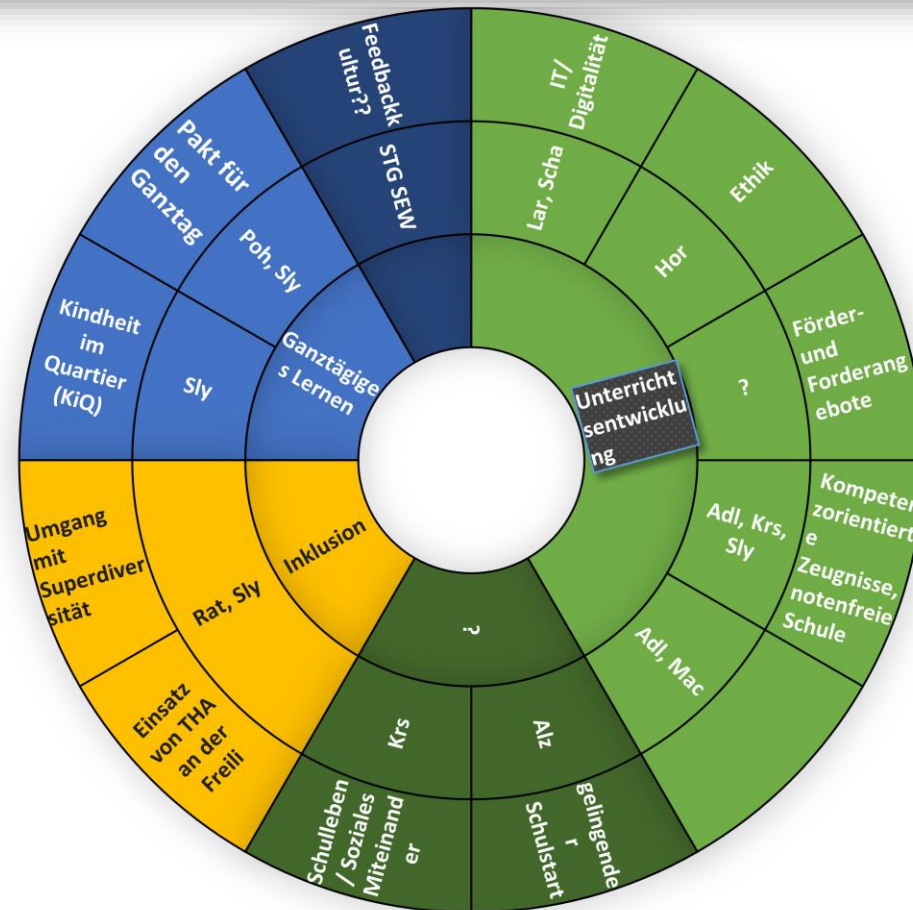 Feedbackk
ultur??
STG SEW
IT/
Digitalität
Lar, Scha
Ethik
Hor
Förder-
und
Forderang
ebote
?
Unterricht
sentwicklu
ng
Kompeten
zorientiert
e
Zeugnisse,
notenfreie
Schule
Adl, Krs,
Sly
Adl, Mac
gelingende
r
Schulstart
Alz
?
Krs
Schulleben
/ Soziales
Miteinand
er
Einsatz
von THA
an der
Freili
Rat, Sly
Inklusion
Umgang
mit
Superdiver
sität
Kindheit
im
Quartier
(KiQ)
Sly
Ganztägige
s Lernen
Poh, Sly
Pakt für
den
Ganztag